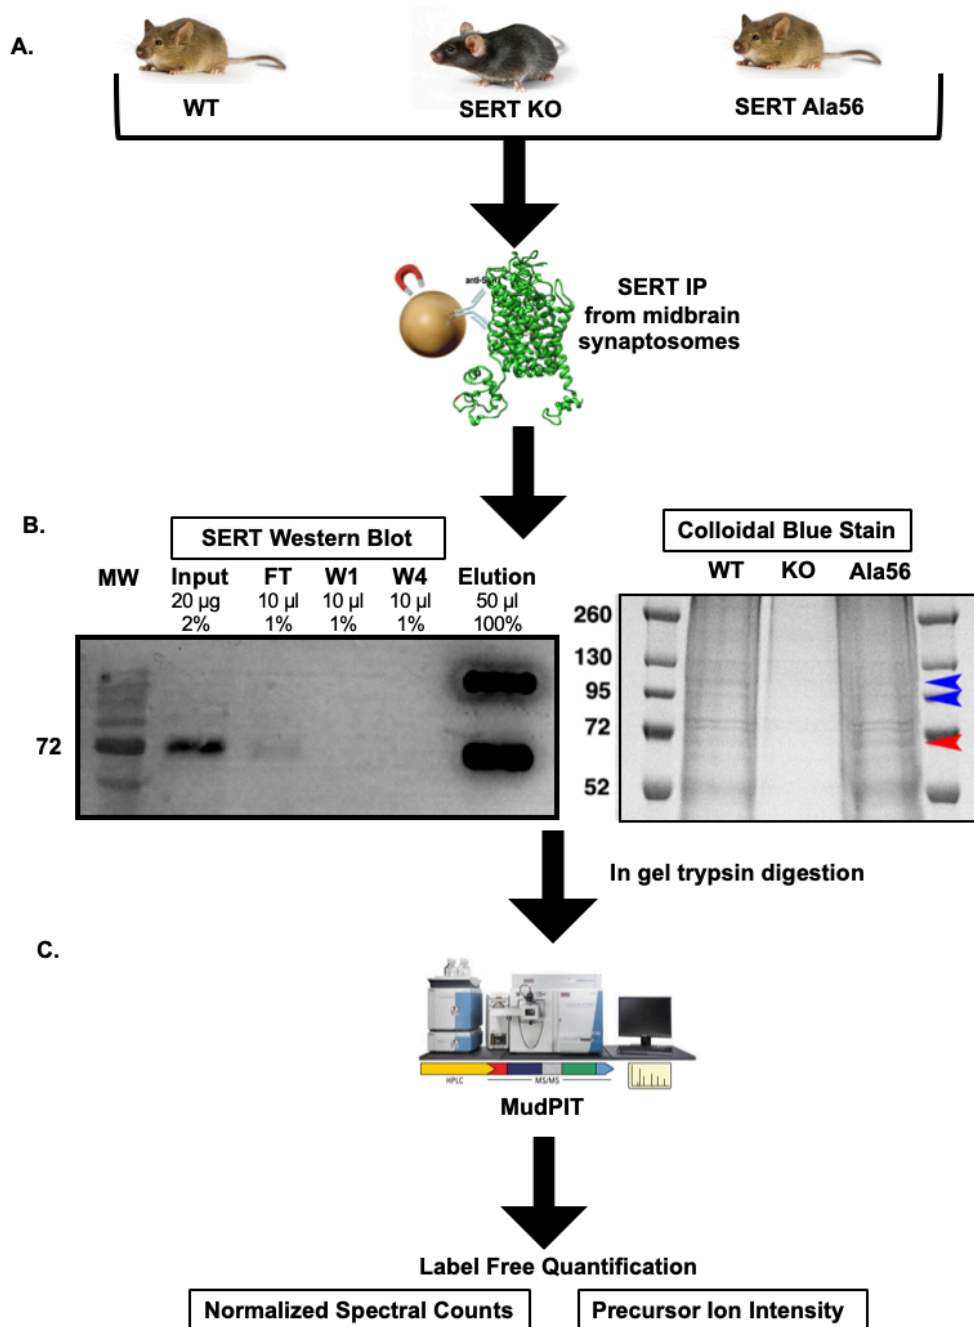 A.
WT
SERT KO
SERT Ala56
anti-SERT
SERT IP
from midbrain
synaptosomes
B.
SERT Western Blot
MW Input FT W1 W4 Elution
20 µg 10 µl 10 µl 10 µl 50 µl
2% 1% 1% 1% 100%
72
Colloidal Blue Stain
WT KO Ala56
260
130
95
72
52
In gel trypsin digestion
C.
HPLC MS/MS
MudPIT
Label Free Quantification
Normalized Spectral Counts
Precursor Ion Intensity